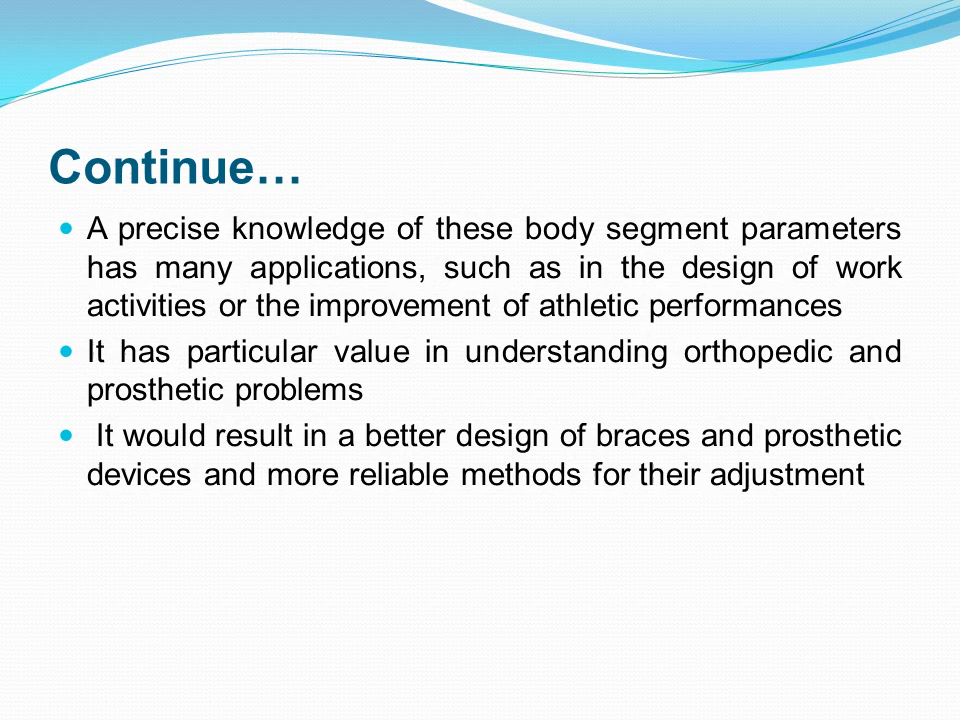 Continue…
• A precise knowledge of these body segment parameters
has many applications, such as in the design of work
activities or the improvement of athletic performances
• It has particular value in understanding orthopedic and
prosthetic problems
• It would result in a better design of braces and prosthetic
devices and more reliable methods for their adjustment